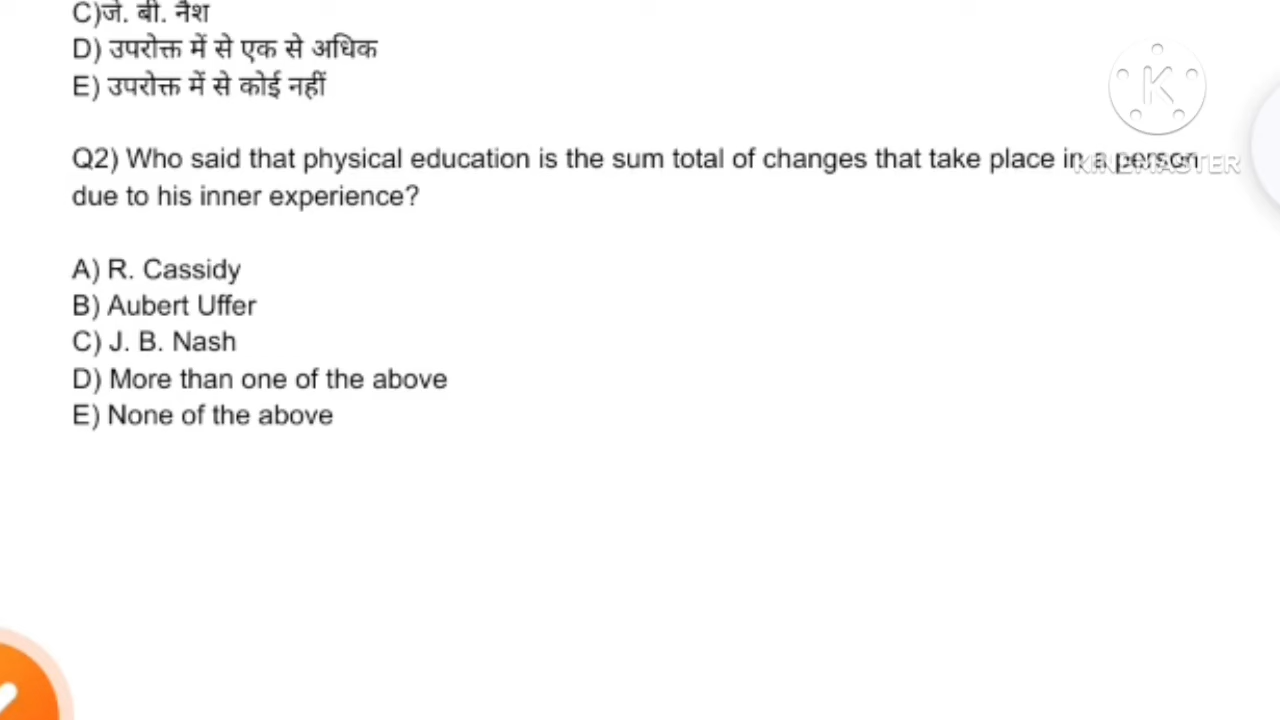 C)जे. बी. नैश
D) उपरोक्त में से एक से अधिक
E) उपरोक्त में से कोई नहीं
Q2) Who said that physical education is the sum total of changes that take place in a person
due to his inner experience?
A) R. Cassidy
B) Aubert Uffer
C) J. B. Nash
D) More than one of the above
E) None of the above
K
KINEMASTER